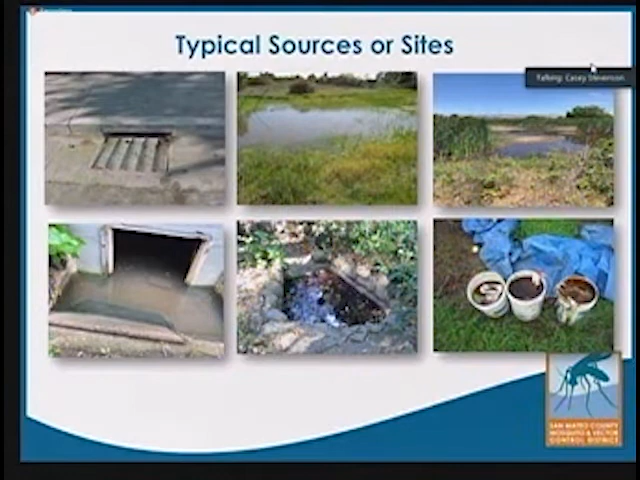 Typical Sources or Sites
Talking: Casey Stevenson
SAN MATEO COUNTY
MOSQUITO & VECTOR
CONTROL DISTRICT